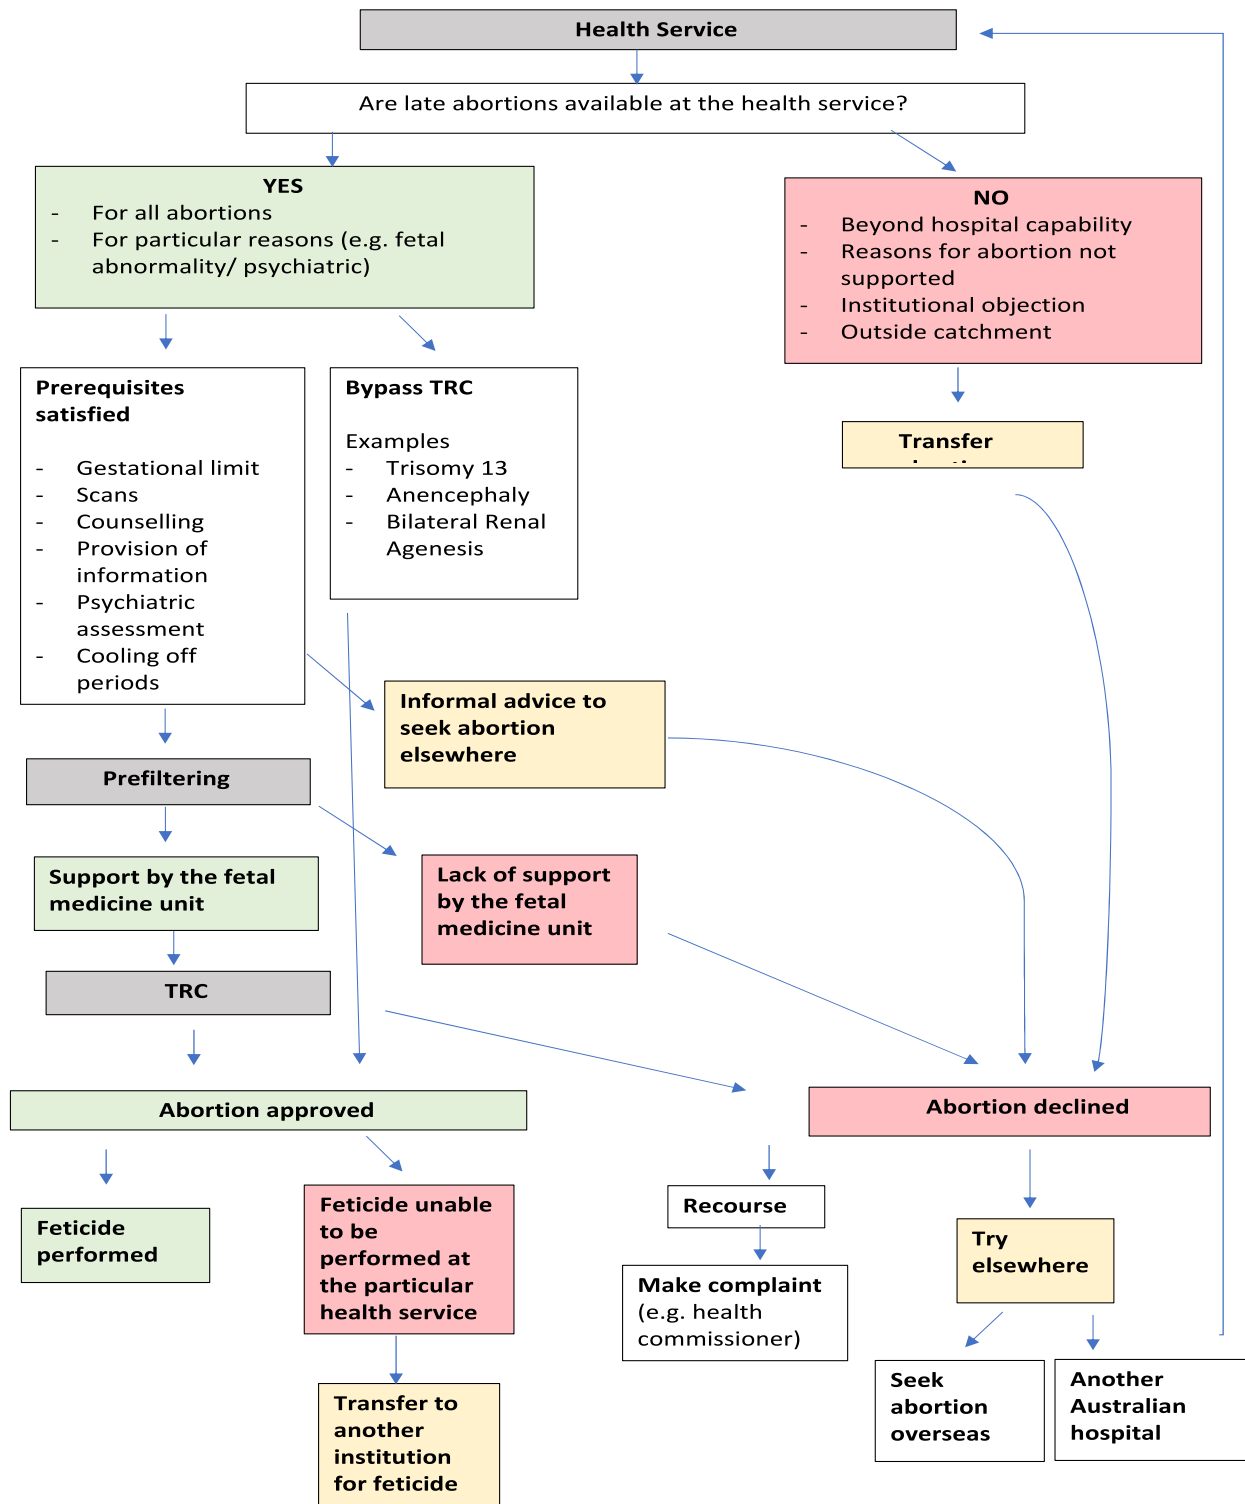 Health Service
Are late abortions available at the health service?
YES
- For all abortions
- For particular reasons (e.g. fetal
abnormality/ psychiatric)
NO
- Beyond hospital capability
- Reasons for abortion not
supported
- Institutional objection
- Outside catchment
Prerequisites
satisfied
- Gestational limit
- Scans
- Counselling
- Provision of
information
- Psychiatric
assessment
- Cooling off
periods
Bypass TRC
Examples
- Trisomy 13
- Anencephaly
- Bilateral Renal
Agenesis
Transfer
Informal advice to
seek abortion
elsewhere
Prefiltering
Support by the fetal
medicine unit
Lack of support
by the fetal
medicine unit
TRC
Abortion approved
Abortion declined
Feticide
performed
Feticide unable
to be
performed at
the particular
health service
Transfer to
another
institution
for feticide
Recourse
Make complaint
(e.g. health
commissioner)
Try
elsewhere
Seek
abortion
overseas
Another
Australian
hospital